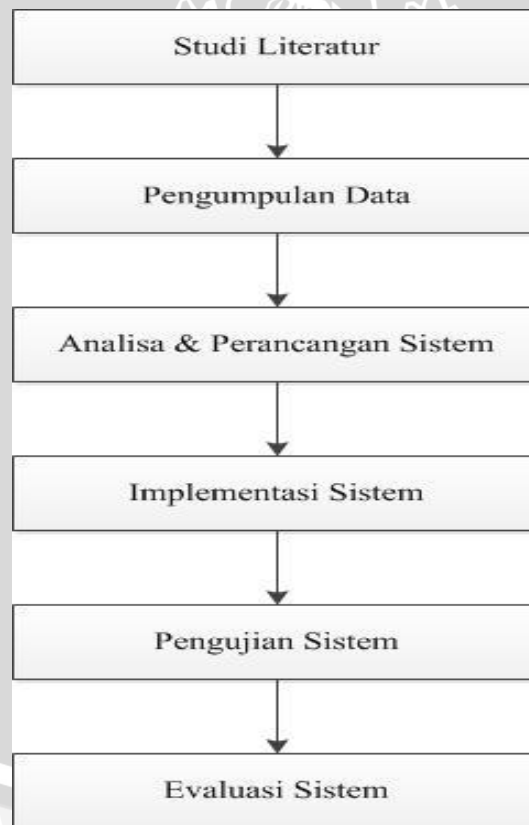 Studi Literatur
Pengumpulan Data
Analisa & Perancangan Sistem
Implementasi Sistem
Pengujian Sistem
Evaluasi Sistem